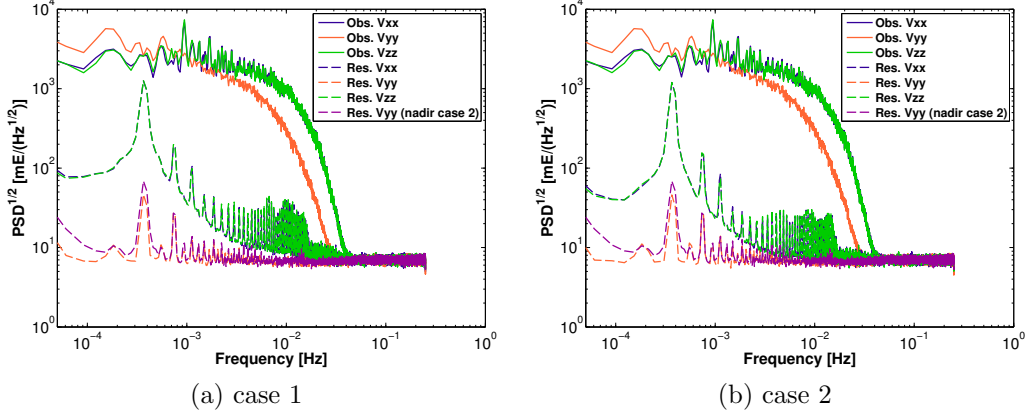 PSD^1/2 [mE/(Hz^1/2)]
10^4
10^3
10^2
10^1
10^0
Obs. Vxx
Obs. Vyy
Obs. Vzz
Res. Vxx
Res. Vyy
Res. Vzz
Res. Vyy (nadir case 2)
10^−4 10^−3 10^−2 10^−1 10^0
Frequency [Hz]
(a) case 1
PSD^1/2 [mE/(Hz^1/2)]
10^4
10^3
10^2
10^1
10^0
Obs. Vxx
Obs. Vyy
Obs. Vzz
Res. Vxx
Res. Vyy
Res. Vzz
Res. Vyy (nadir case 2)
10^−4 10^−3 10^−2 10^−1 10^0
Frequency [Hz]
(b) case 2